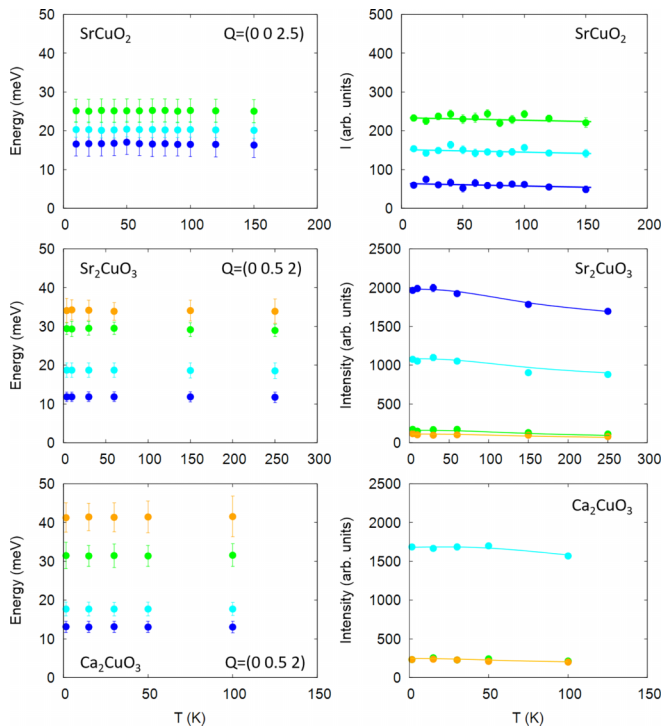 SrCuO₂ Q=(0 0 2.5)
Energy (meV)
50
40
30
20
10
0
0 50 100 150 200
SrCuO₂
I (arb. units)
500
400
300
200
100
0
0 50 100 150 200
Sr₂CuO₃ Q=(0 0.5 2)
Energy (meV)
50
40
30
20
10
0
0 50 100 150 200 250 300
Sr₂CuO₃
Intensity (arb. units)
2500
2000
1500
1000
500
0
0 50 100 150 200 250 300
Ca₂CuO₃ Q=(0 0.5 2)
Energy (meV)
50
40
30
20
10
0
0 50 100 150
T (K)
Ca₂CuO₃
Intensity (arb. units)
2500
2000
1500
1000
500
0
0 50 100 150
T (K)